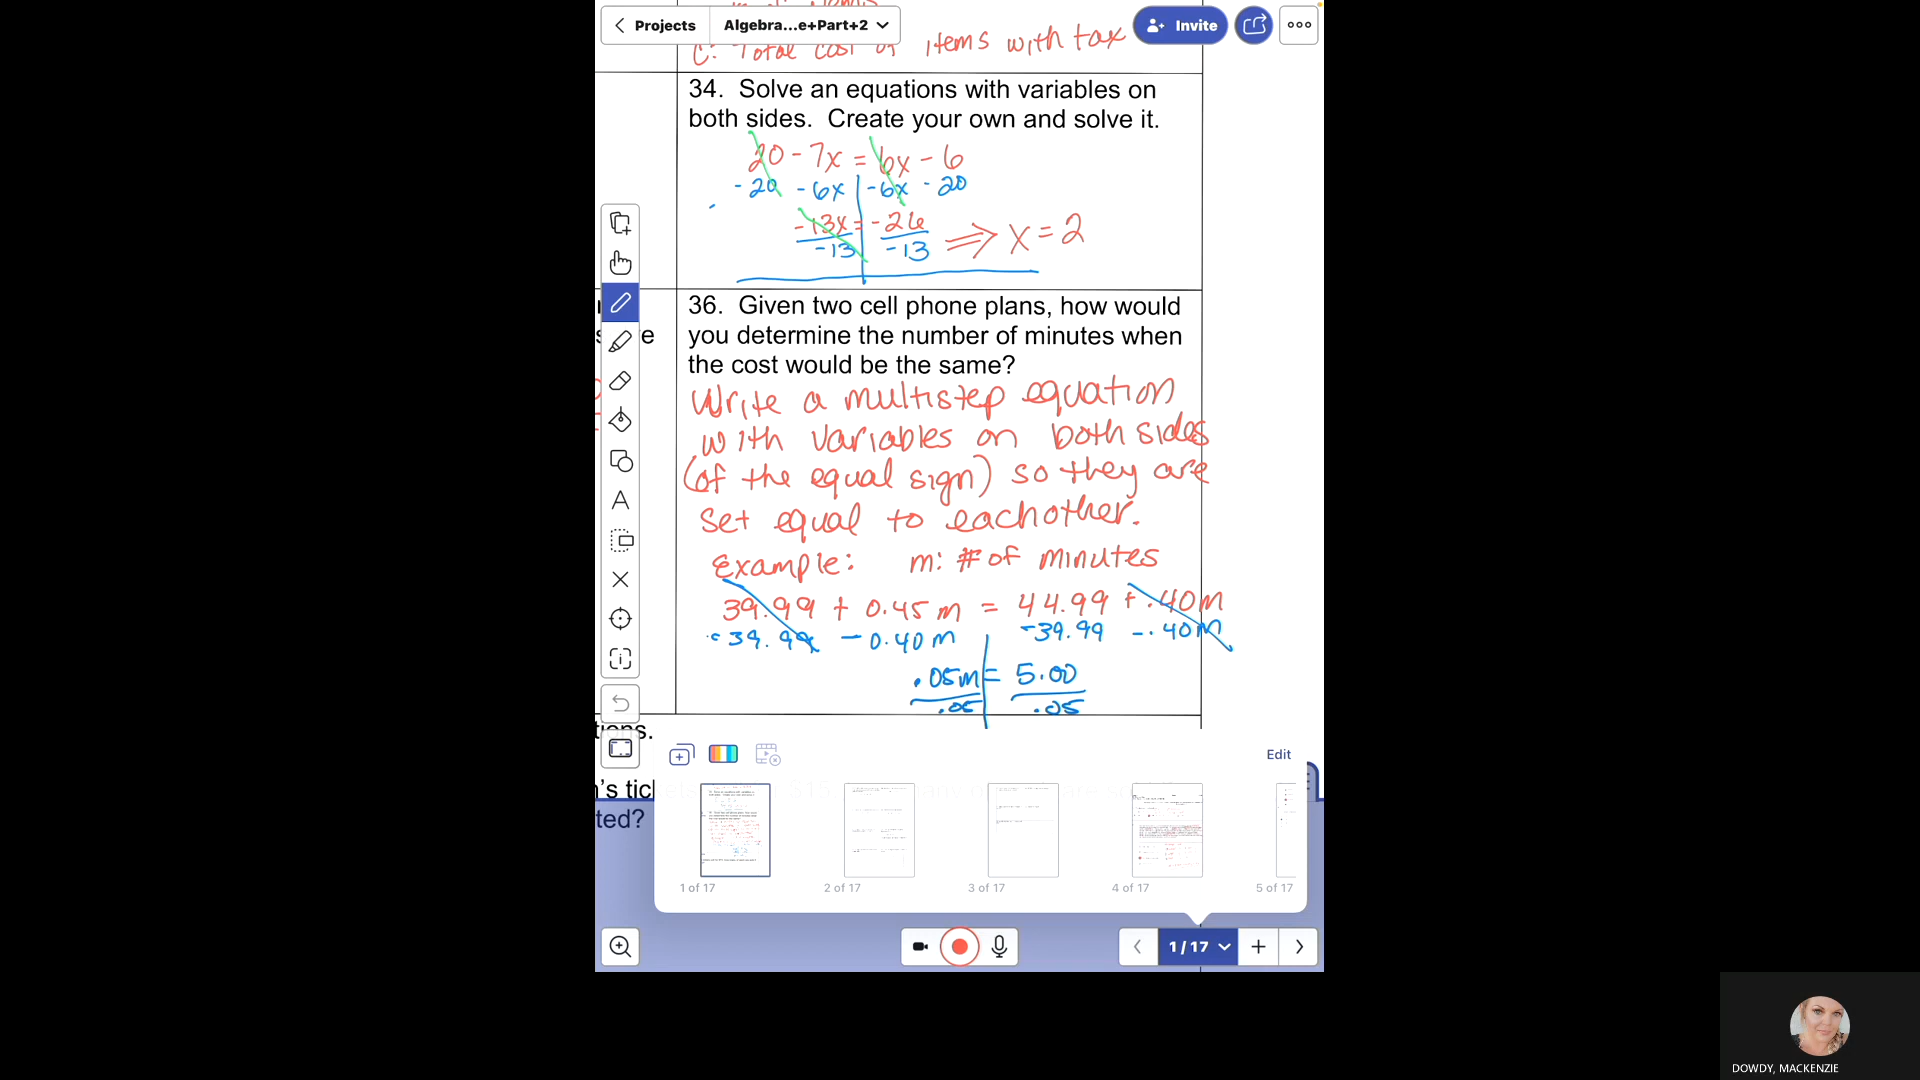 Projects
Algebra...e+Part+2
Invite
C: Total cost of items with tax
34. Solve an equations with variables on
both sides. Create your own and solve it.
20 - 7x = 6x - 6
- 20 - 6x - 6x - 20
- 13x = - 26
-13 -13
⇒ x = 2
36. Given two cell phone plans, how would
you determine the number of minutes when
the cost would be the same?
Write a multistep equation
with variables on both sides
(of the equal sign) so they are
set equal to eachother.
Example: m: # of minutes
39.99 + 0.45 m = 44.99 + .40m
- 39.99 - 0.40 m - 39.99 - .40m
.05m = 5.00
.05 .05
tions.
Edit
n's tick
ted?
1 of 17
2 of 17
3 of 17
4 of 17
5 of 17
1 / 17
DOWDY, MACKENZIE